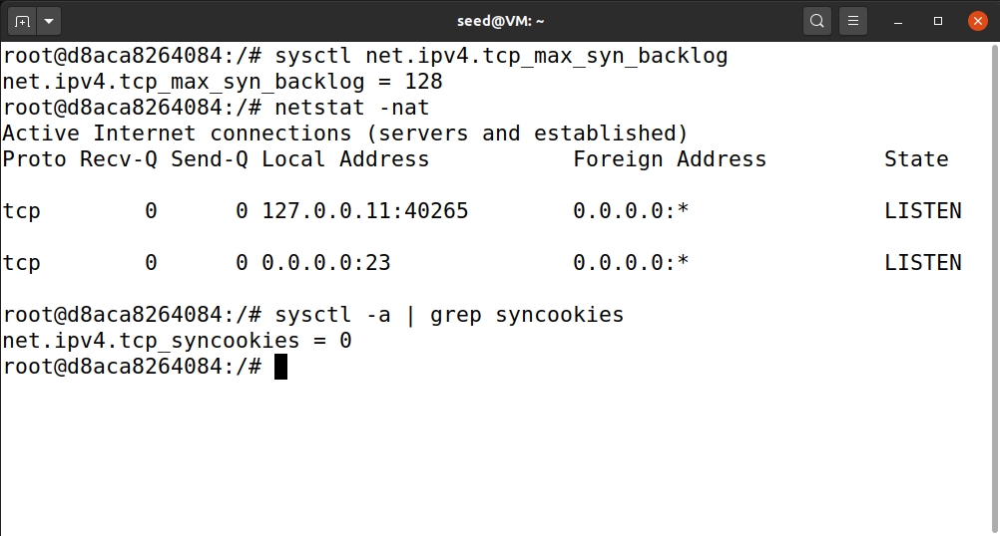 seed@VM: ~
root@d8aca8264084:/# sysctl net.ipv4.tcp_max_syn_backlog
net.ipv4.tcp_max_syn_backlog = 128
root@d8aca8264084:/# netstat -nat
Active Internet connections (servers and established)
Proto Recv-Q Send-Q Local Address           Foreign Address         State
tcp        0      0 127.0.0.11:40265        0.0.0.0:*               LISTEN
tcp        0      0 0.0.0.0:23              0.0.0.0:*               LISTEN
root@d8aca8264084:/# sysctl -a | grep syncookies
net.ipv4.tcp_syncookies = 0
root@d8aca8264084:/#